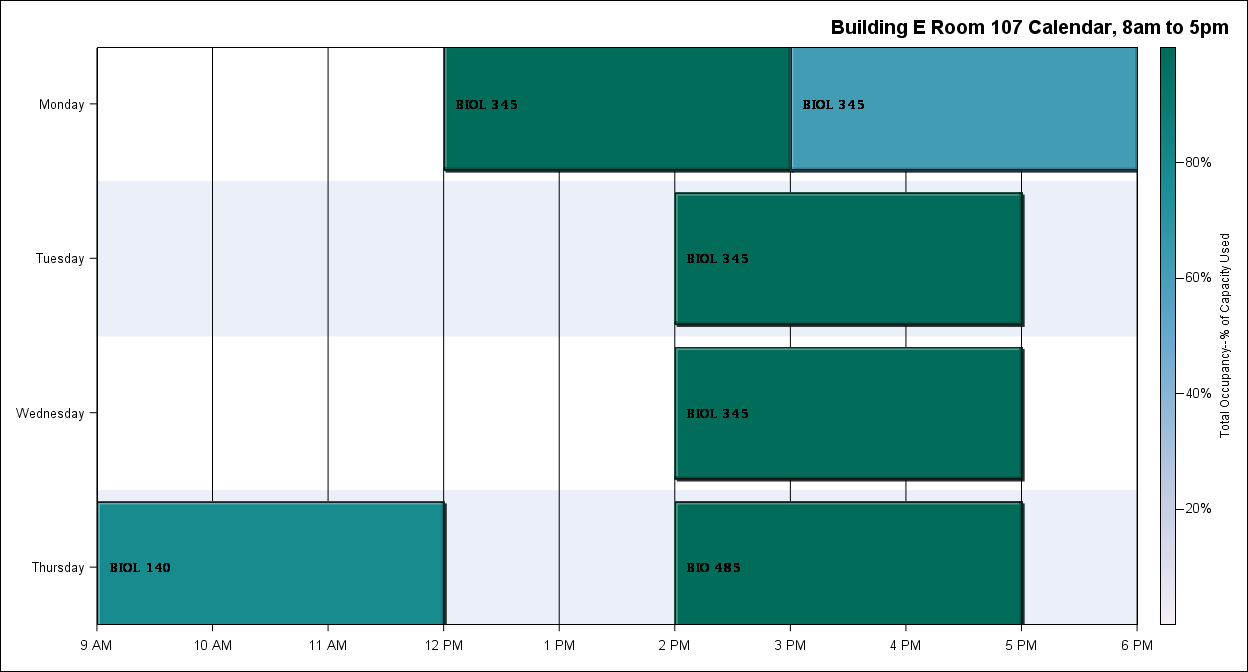 Building E Room 107 Calendar, 8am to 5pm
Monday
BIOL 345
BIOL 345
Tuesday
BIOL 345
Wednesday
BIOL 345
Thursday
BIOL 140
BIO 485
9 AM
10 AM
11 AM
12 PM
1 PM
2 PM
3 PM
4 PM
5 PM
6 PM
80%
60%
40%
20%
Total Occupancy--% of Capacity Used